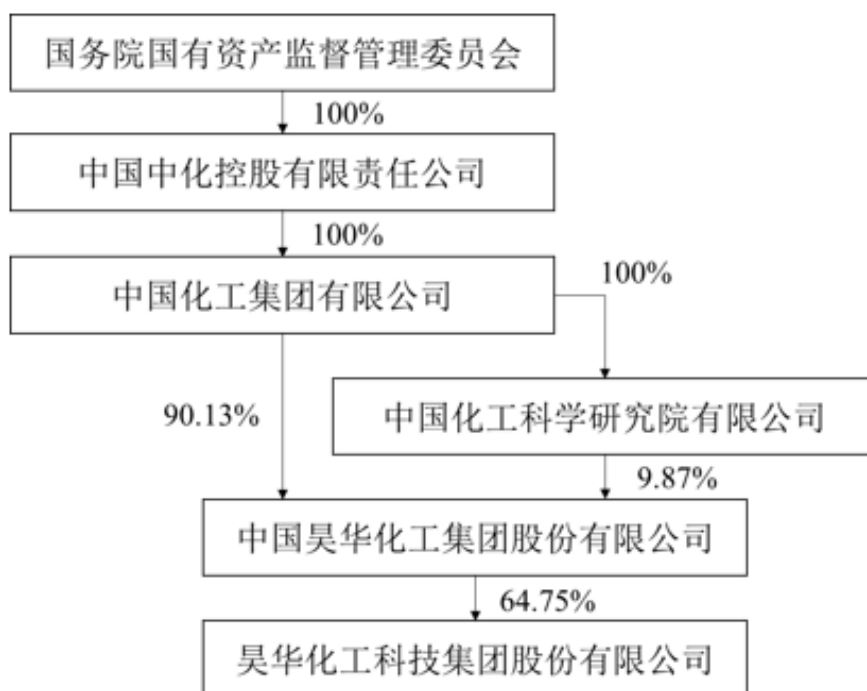 国务院国有资产监督管理委员会
100%
中国中化控股有限责任公司
100%
中国化工集团有限公司
100%
90.13%
中国化工科学研究院有限公司
9.87%
中国昊华化工集团股份有限公司
64.75%
昊华化工科技集团股份有限公司